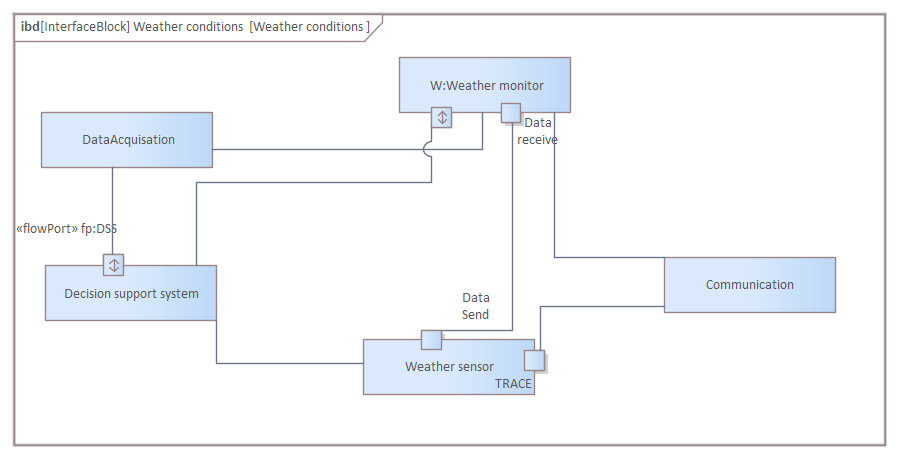 ibd[InterfaceBlock] Weather conditions [Weather conditions ]
W:Weather monitor
Data
receive
DataAcquisation
«flowPort» fp:DSS
Decision support system
Communication
Data
Send
Weather sensor
TRACE